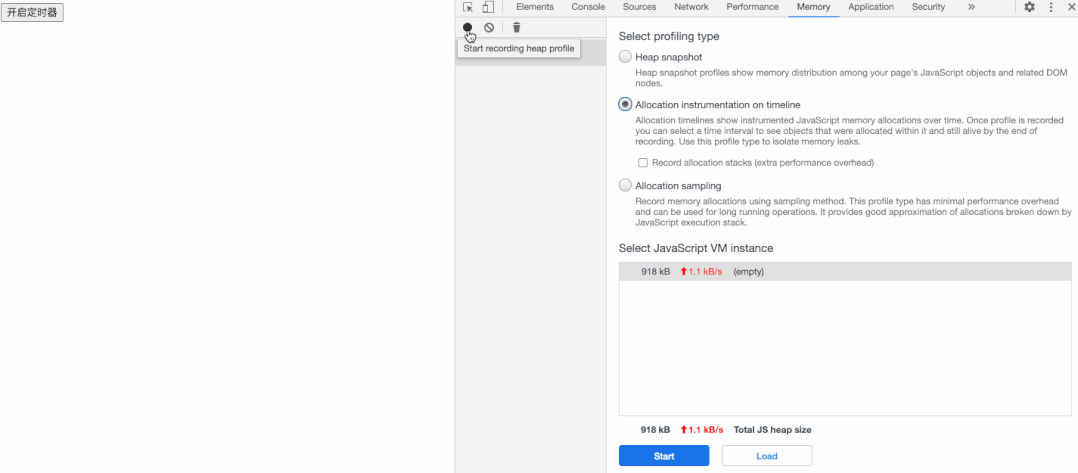 开启定时器
Elements Console Sources Network Performance Memory Application Security »
Start recording heap profile
Select profiling type
Heap snapshot
Heap snapshot profiles show memory distribution among your page's JavaScript objects and related DOM
nodes.
Allocation instrumentation on timeline
Allocation timelines show instrumented JavaScript memory allocations over time. Once profile is recorded
you can select a time interval to see objects that were allocated within it and still alive by the end of
recording. Use this profile type to isolate memory leaks.
Record allocation stacks (extra performance overhead)
Allocation sampling
Record memory allocations using sampling method. This profile type has minimal performance overhead
and can be used for long running operations. It provides good approximation of allocations broken down by
JavaScript execution stack.
Select JavaScript VM instance
918 kB 1.1 kB/s (empty)
918 kB 1.1 kB/s Total JS heap size
Start Load